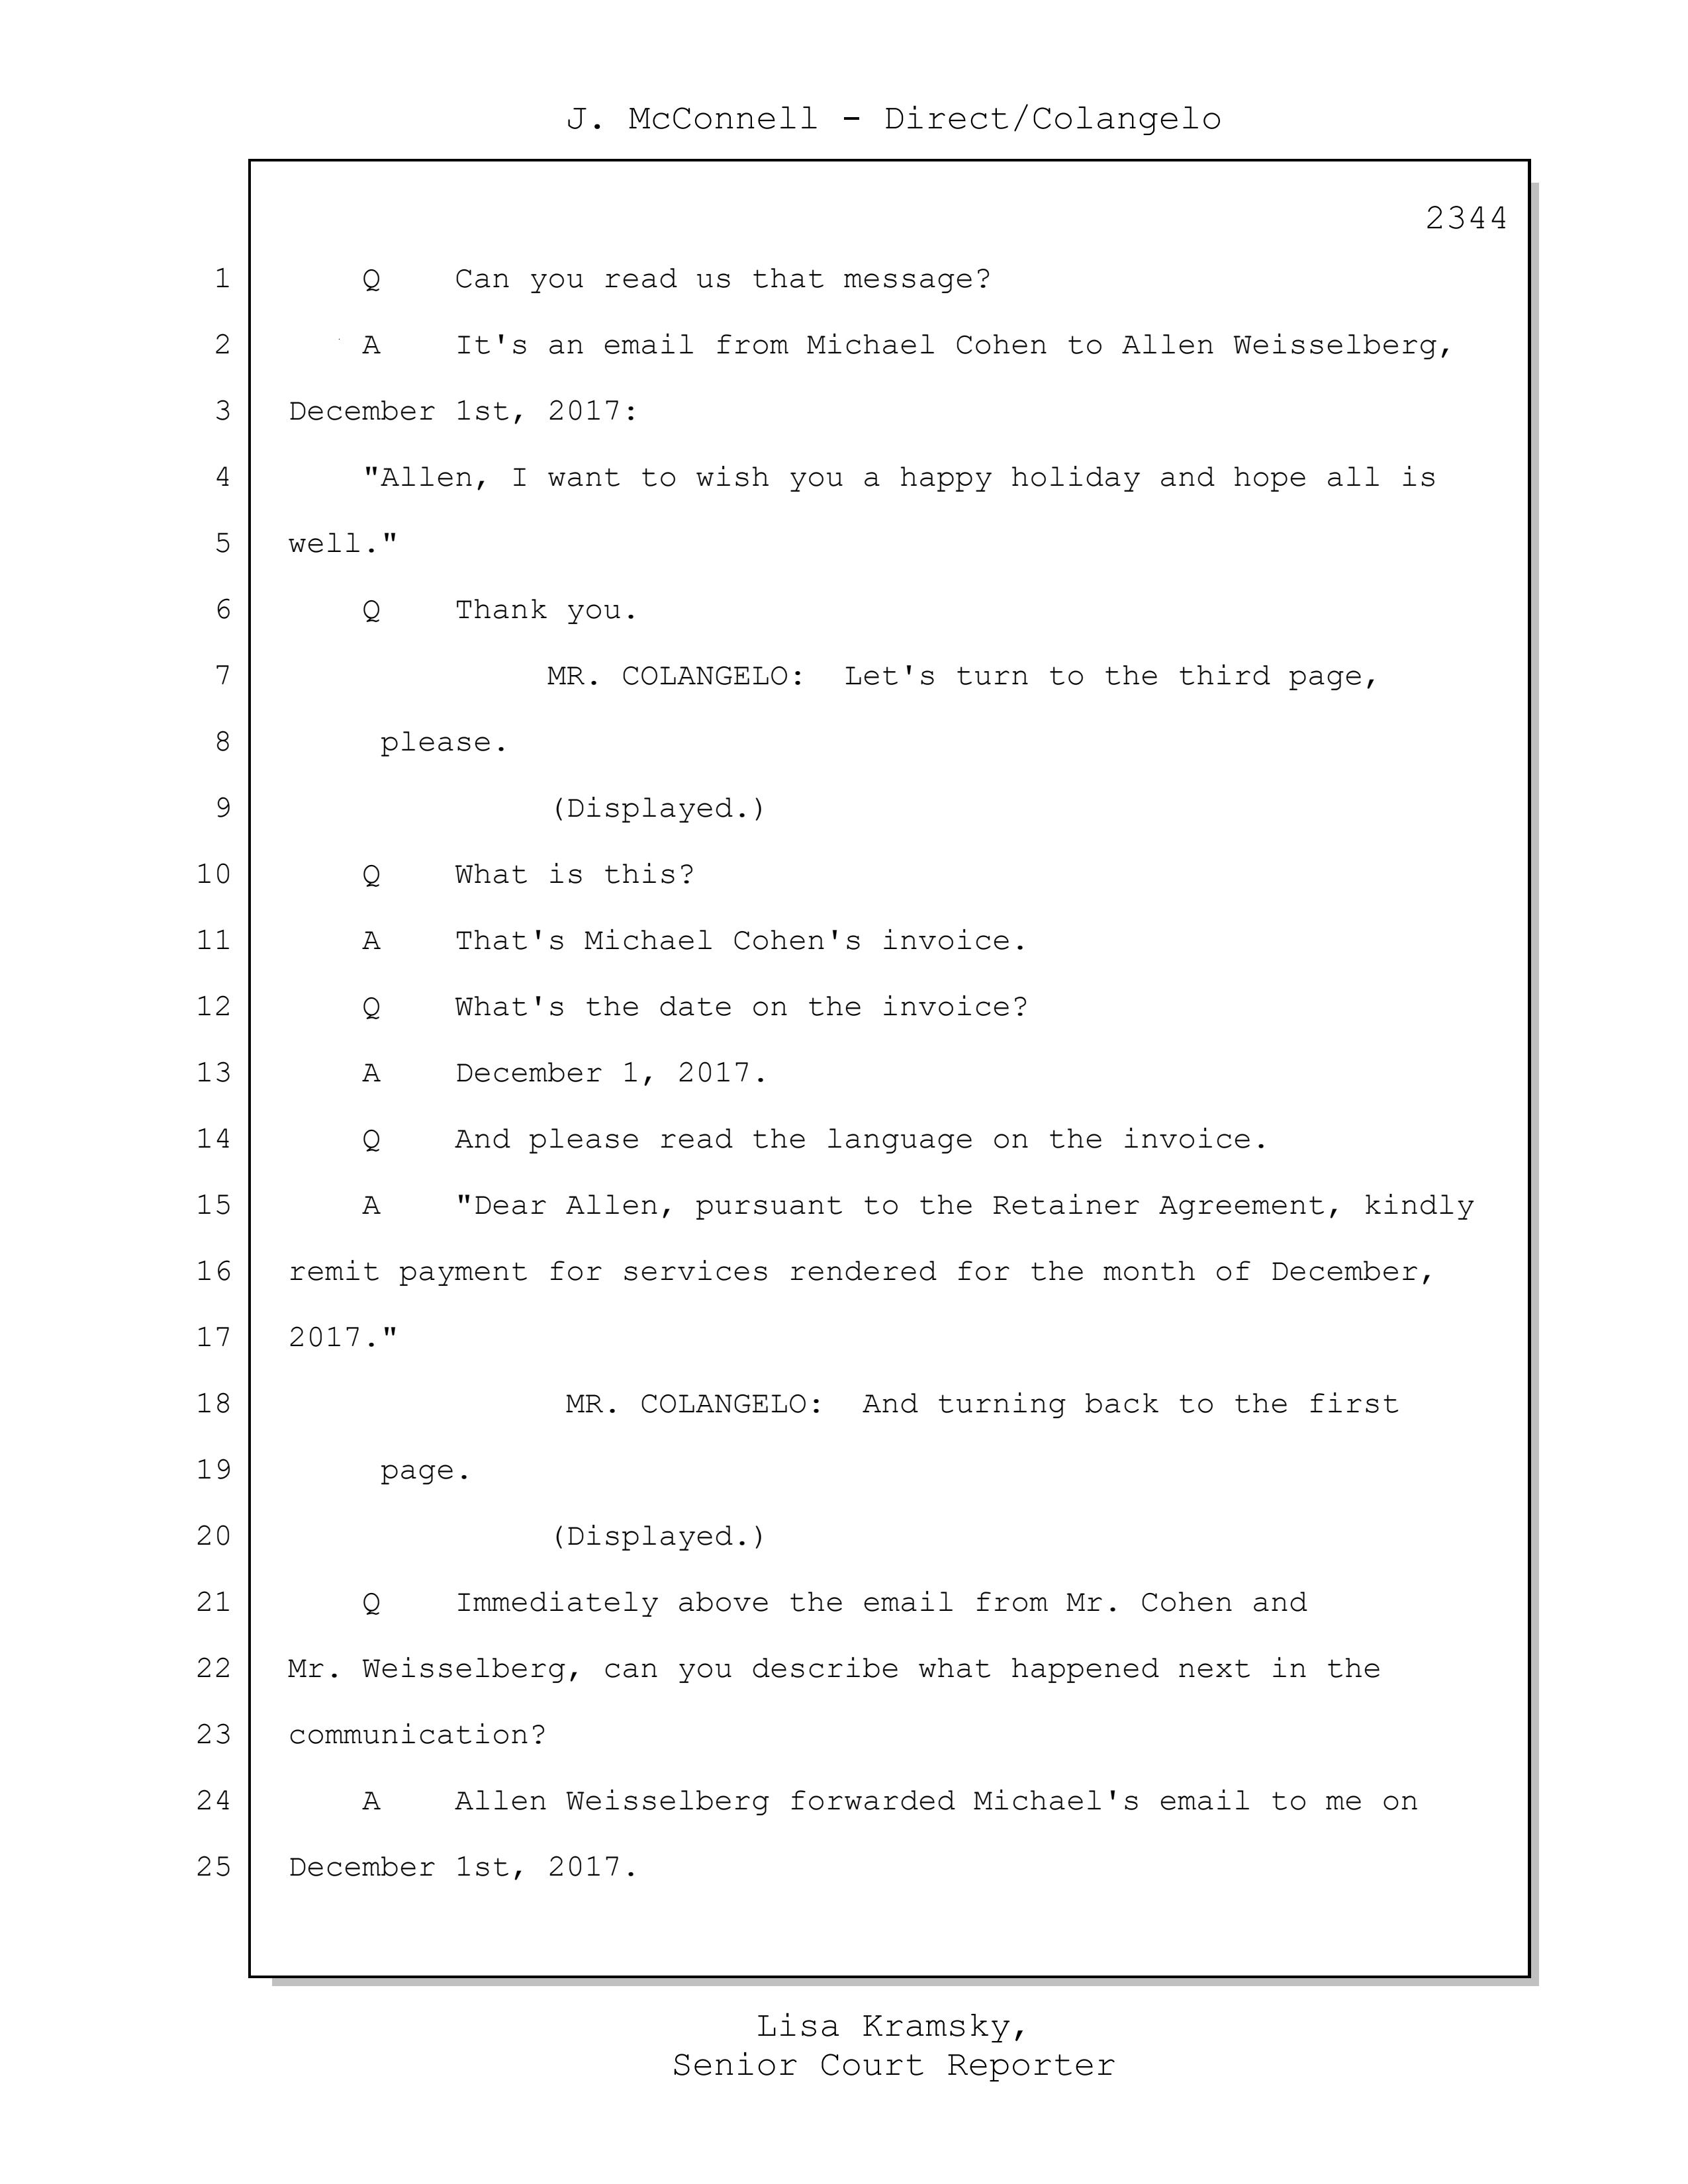 J. McConnell - Direct/Colangelo
2344
1 Q Can you read us that message?
2 A It's an email from Michael Cohen to Allen Weisselberg,
3 December 1st, 2017:
4 "Allen, I want to wish you a happy holiday and hope all is
5 well."
6 Q Thank you.
7 MR. COLANGELO: Let's turn to the third page,
8 please.
9 (Displayed.)
10 Q What is this?
11 A That's Michael Cohen's invoice.
12 Q What's the date on the invoice?
13 A December 1, 2017.
14 Q And please read the language on the invoice.
15 A "Dear Allen, pursuant to the Retainer Agreement, kindly
16 remit payment for services rendered for the month of December,
17 2017."
18 MR. COLANGELO: And turning back to the first
19 page.
20 (Displayed.)
21 Q Immediately above the email from Mr. Cohen and
22 Mr. Weisselberg, can you describe what happened next in the
23 communication?
24 A Allen Weisselberg forwarded Michael's email to me on
25 December 1st, 2017.
Lisa Kramsky,
Senior Court Reporter